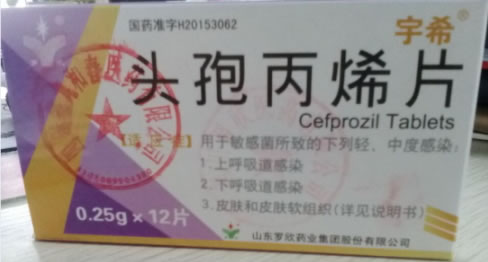 国药准字H20153062
宇希®
头孢丙烯片
Cefprozil Tablets
【适应症】用于敏感菌所致的下列轻、中度感染:
1.上呼吸道感染
2.下呼吸道感染
3.皮肤和皮肤软组织(详见说明书)
0.25g×12片
山东罗欣药业集团股份有限公司